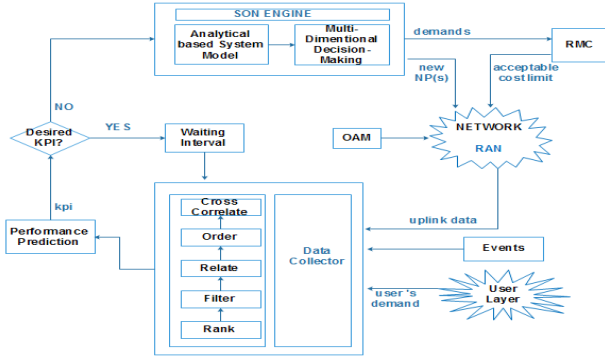 SON ENGINE
Analytical
based System
Model
Multi-
Dimentional
Decision-
Making
demands
RMC
new
NP(s)
acceptable
cost limit
NO
Desired
KPI?
YES
Waiting
Interval
OAM
NETWORK
RAN
kpi
Performance
Prediction
Cross
Correlate
Order
Relate
Filter
Rank
Data
Collector
uplink data
Events
user's
demand
User
Layer